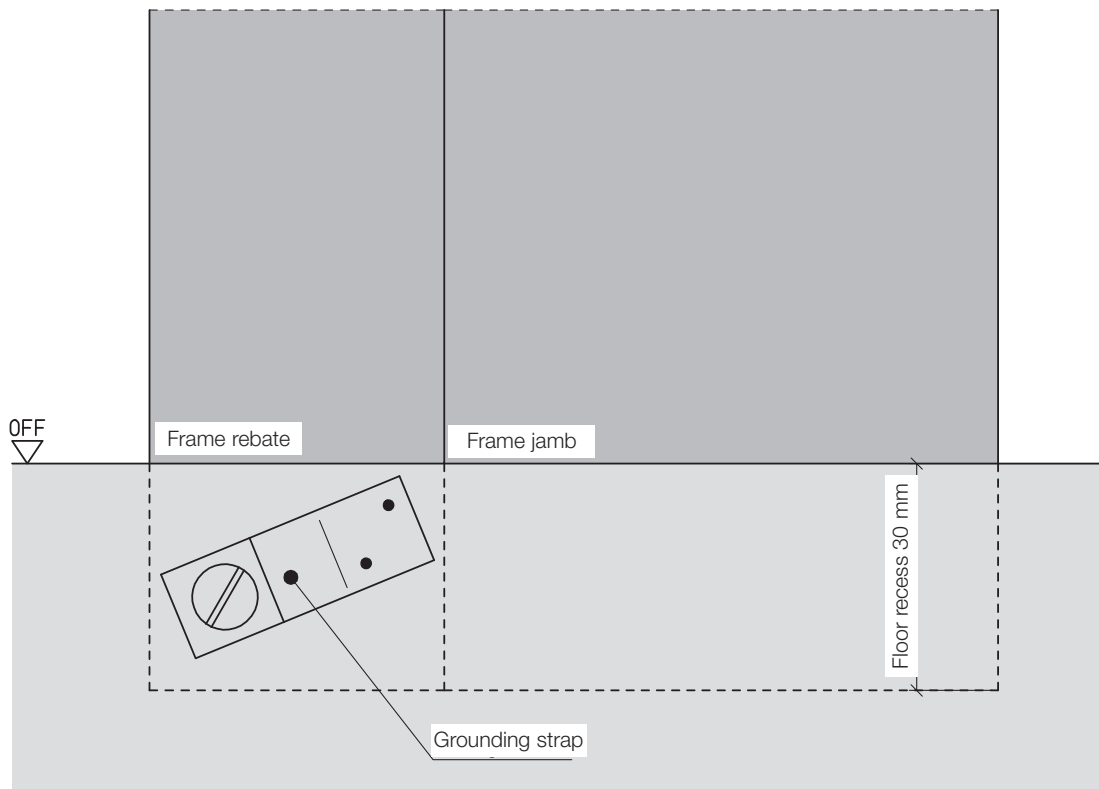 OFF
Frame rebate
Frame jamb
Floor recess 30 mm
Grounding strap